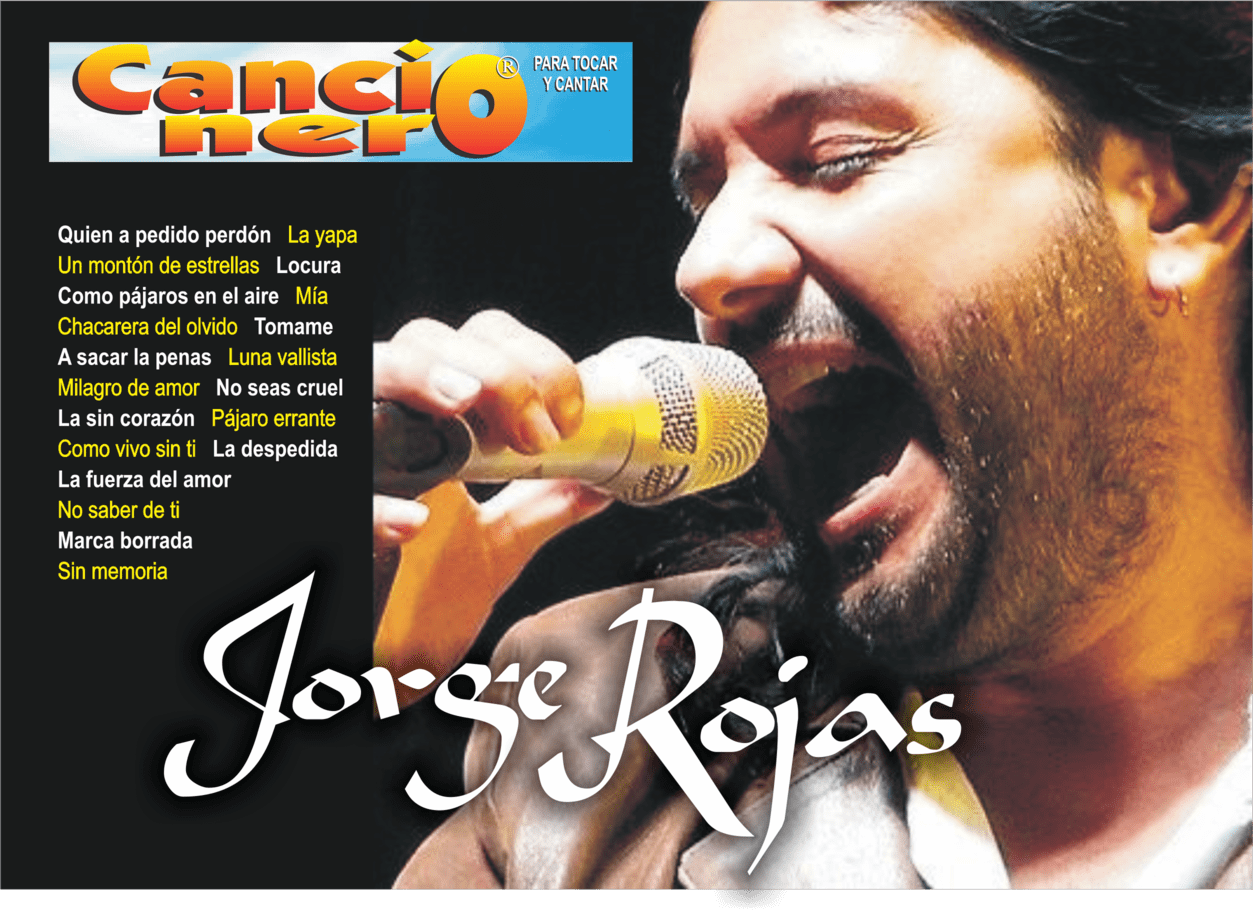 Cancionero®
PARA TOCAR
Y CANTAR
Quien a pedido perdón La yapa
Un montón de estrellas Locura
Como pájaros en el aire Mía
Chacarera del olvido Tomame
A sacar la penas Luna vallista
Milagro de amor No seas cruel
La sin corazón Pájaro errante
Como vivo sin ti La despedida
La fuerza del amor
No saber de ti
Marca borrada
Sin memoria
Jorge Rojas